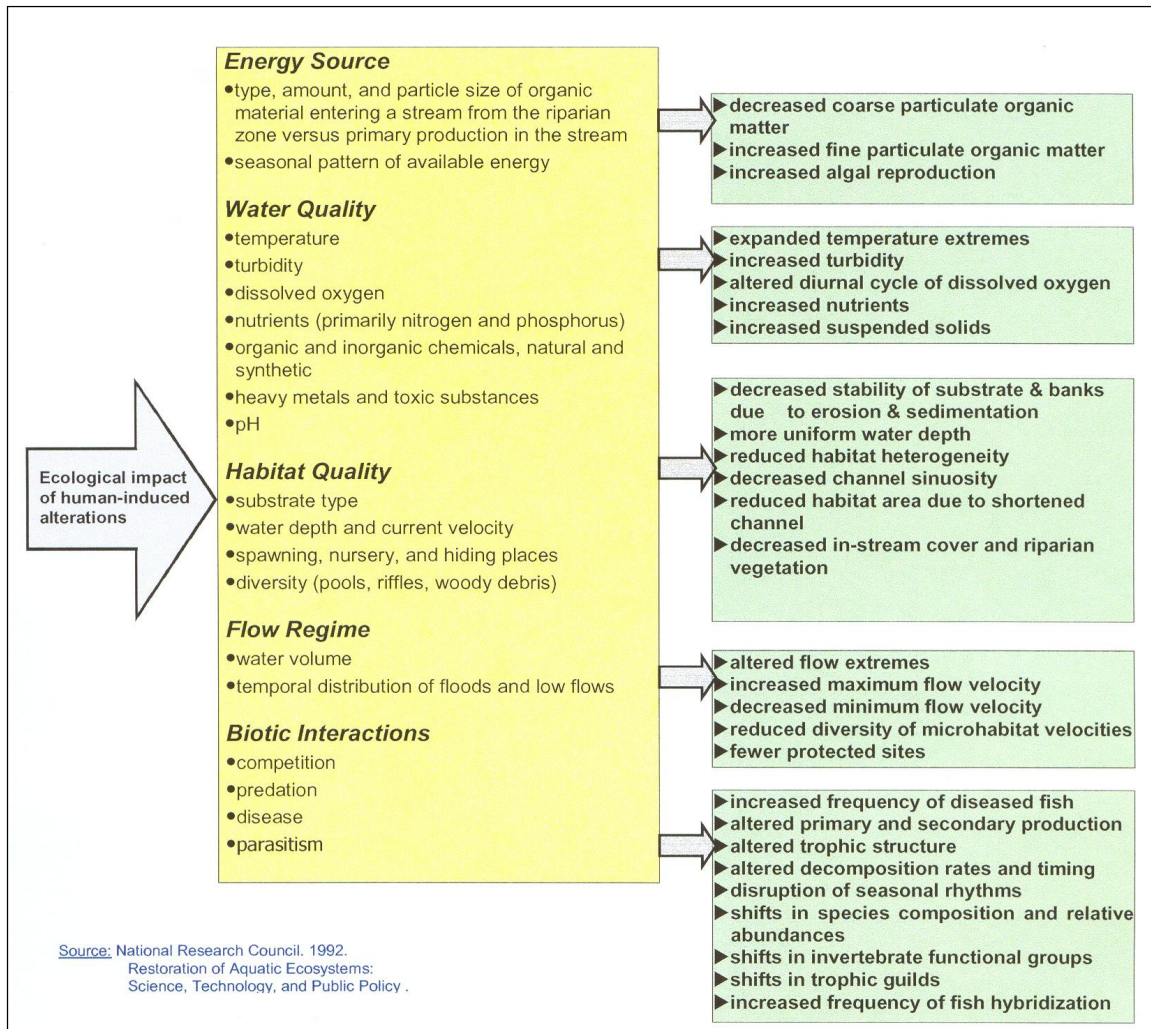 Energy Source
•type, amount, and particle size of organic
material entering a stream from the riparian
zone versus primary production in the stream
•seasonal pattern of available energy
▶decreased coarse particulate organic
matter
▶increased fine particulate organic matter
▶increased algal reproduction
Water Quality
•temperature
•turbidity
•dissolved oxygen
•nutrients (primarily nitrogen and phosphorus)
•organic and inorganic chemicals, natural and
synthetic
•heavy metals and toxic substances
•pH
▶expanded temperature extremes
▶increased turbidity
▶altered diurnal cycle of dissolved oxygen
▶increased nutrients
▶increased suspended solids
Ecological impact
of human-induced
alterations
Habitat Quality
•substrate type
•water depth and current velocity
•spawning, nursery, and hiding places
•diversity (pools, riffles, woody debris)
▶decreased stability of substrate & banks
due to erosion & sedimentation
▶more uniform water depth
▶reduced habitat heterogeneity
▶decreased channel sinuosity
▶reduced habitat area due to shortened
channel
▶decreased in-stream cover and riparian
vegetation
Flow Regime
•water volume
•temporal distribution of floods and low flows
▶altered flow extremes
▶increased maximum flow velocity
▶decreased minimum flow velocity
▶reduced diversity of microhabitat velocities
▶fewer protected sites
Biotic Interactions
•competition
•predation
•disease
•parasitism
▶increased frequency of diseased fish
▶altered primary and secondary production
▶altered trophic structure
▶altered decomposition rates and timing
▶disruption of seasonal rhythms
▶shifts in species composition and relative
abundances
▶shifts in invertebrate functional groups
▶shifts in trophic guilds
▶increased frequency of fish hybridization
Source: National Research Council. 1992.
Restoration of Aquatic Ecosystems:
Science, Technology, and Public Policy .